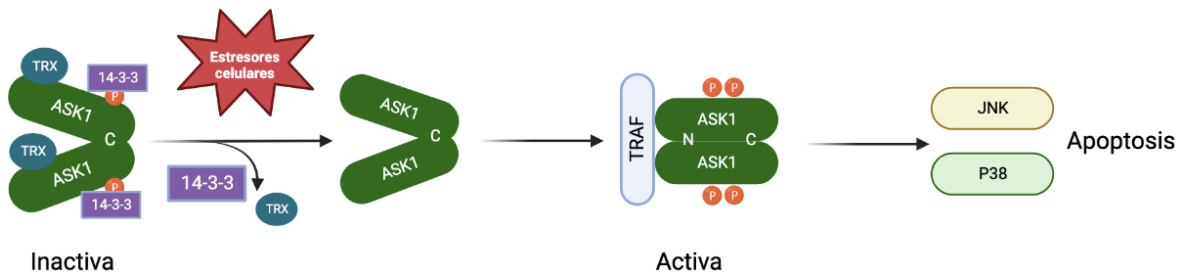 TRX
14-3-3
P
ASK1
C
TRX
ASK1
P
14-3-3
Inactiva
Estresores
celulares
14-3-3
TRX
ASK1
C
ASK1
TRAF
P P
ASK1
N C
ASK1
P P
Activa
JNK
P38
Apoptosis